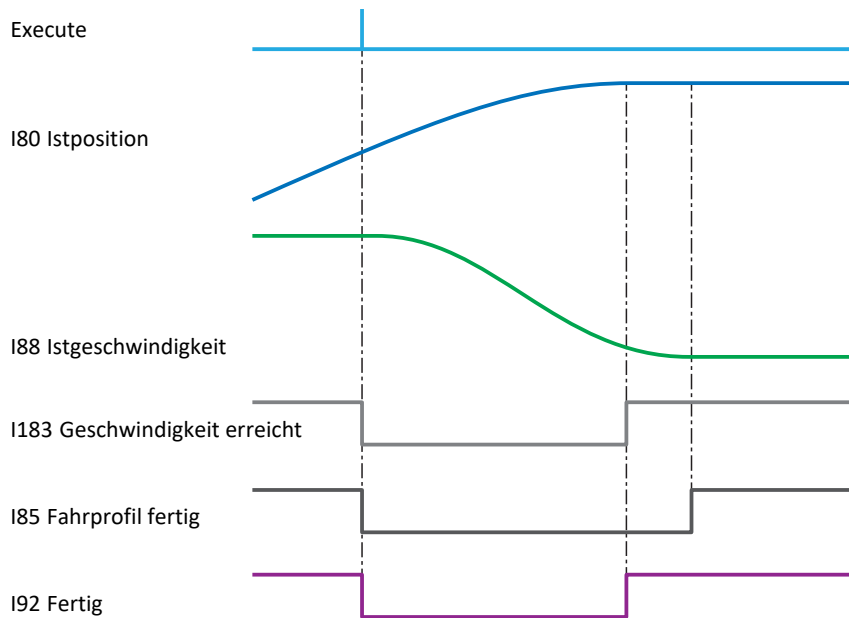 Execute
I80 Istposition
I88 Istgeschwindigkeit
I183 Geschwindigkeit erreicht
I85 Fahrprofil fertig
I92 Fertig